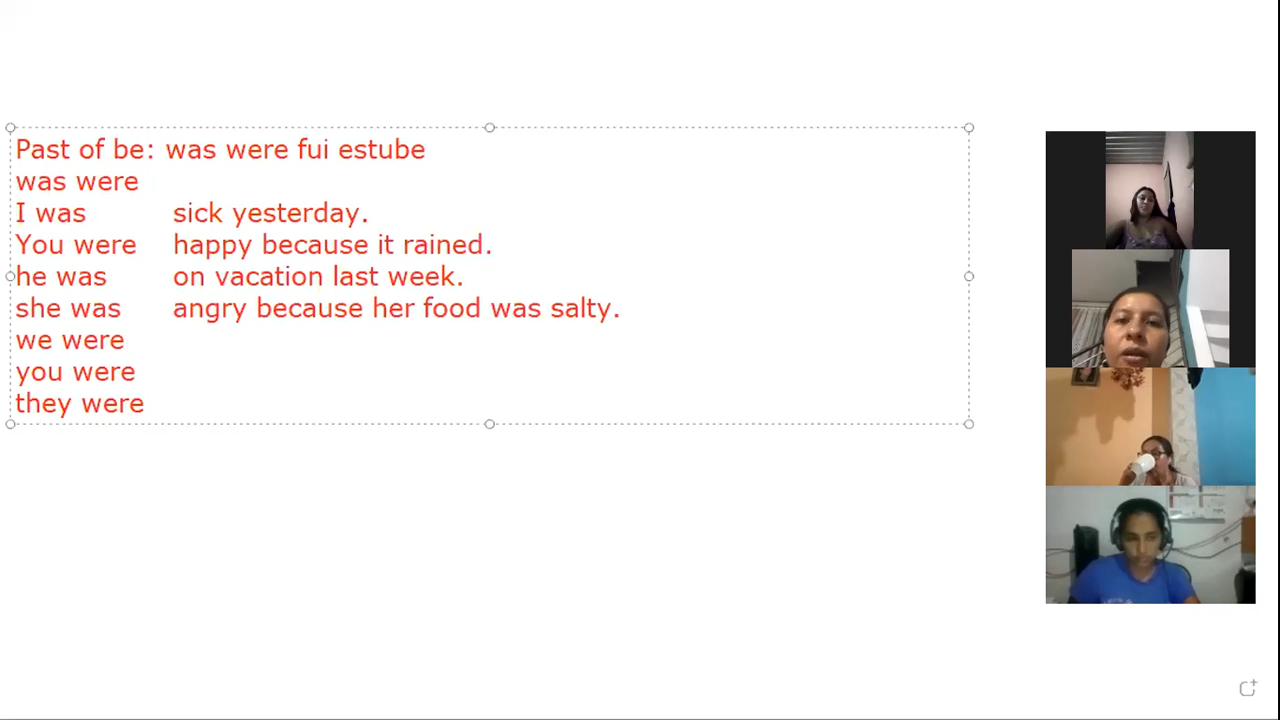 Past of be: was were fui estube
was were
I was sick yesterday.
You were happy because it rained.
he was on vacation last week.
she was angry because her food was salty.
we were
you were
they were